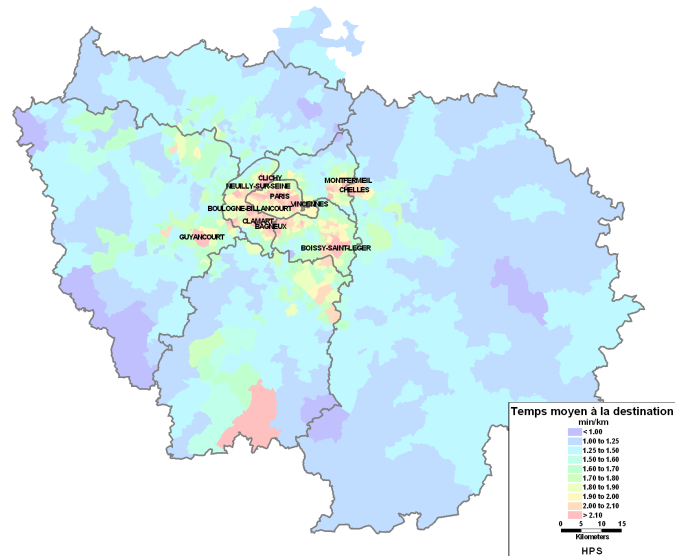 MONTFERMEIL
CLICHY
NEUILLY-SUR-SEINE
CHELLES
PARIS
VINCENNES
BOULOGNE-BILLANCOURT
CLAMART
BAGNEUX
GUYANCOURT
BOISSY-SAINT-LEGER
Temps moyen à la destination
min/km
< 1.00
1.00 to 1.25
1.25 to 1.50
1.50 to 1.60
1.60 to 1.70
1.70 to 1.80
1.80 to 1.90
1.90 to 2.00
2.00 to 2.10
> 2.10
0 5 10 15
Kilometers
HPS